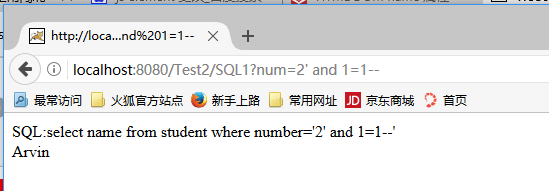 http://loca...nd%201=1--
localhost:8080/Test2/SQL1?num=2' and 1=1--
最常访问 火狐官方站点 新手上路 常用网址 JD 京东商城 首页
SQL:select name from student where number='2' and 1=1--'
Arvin